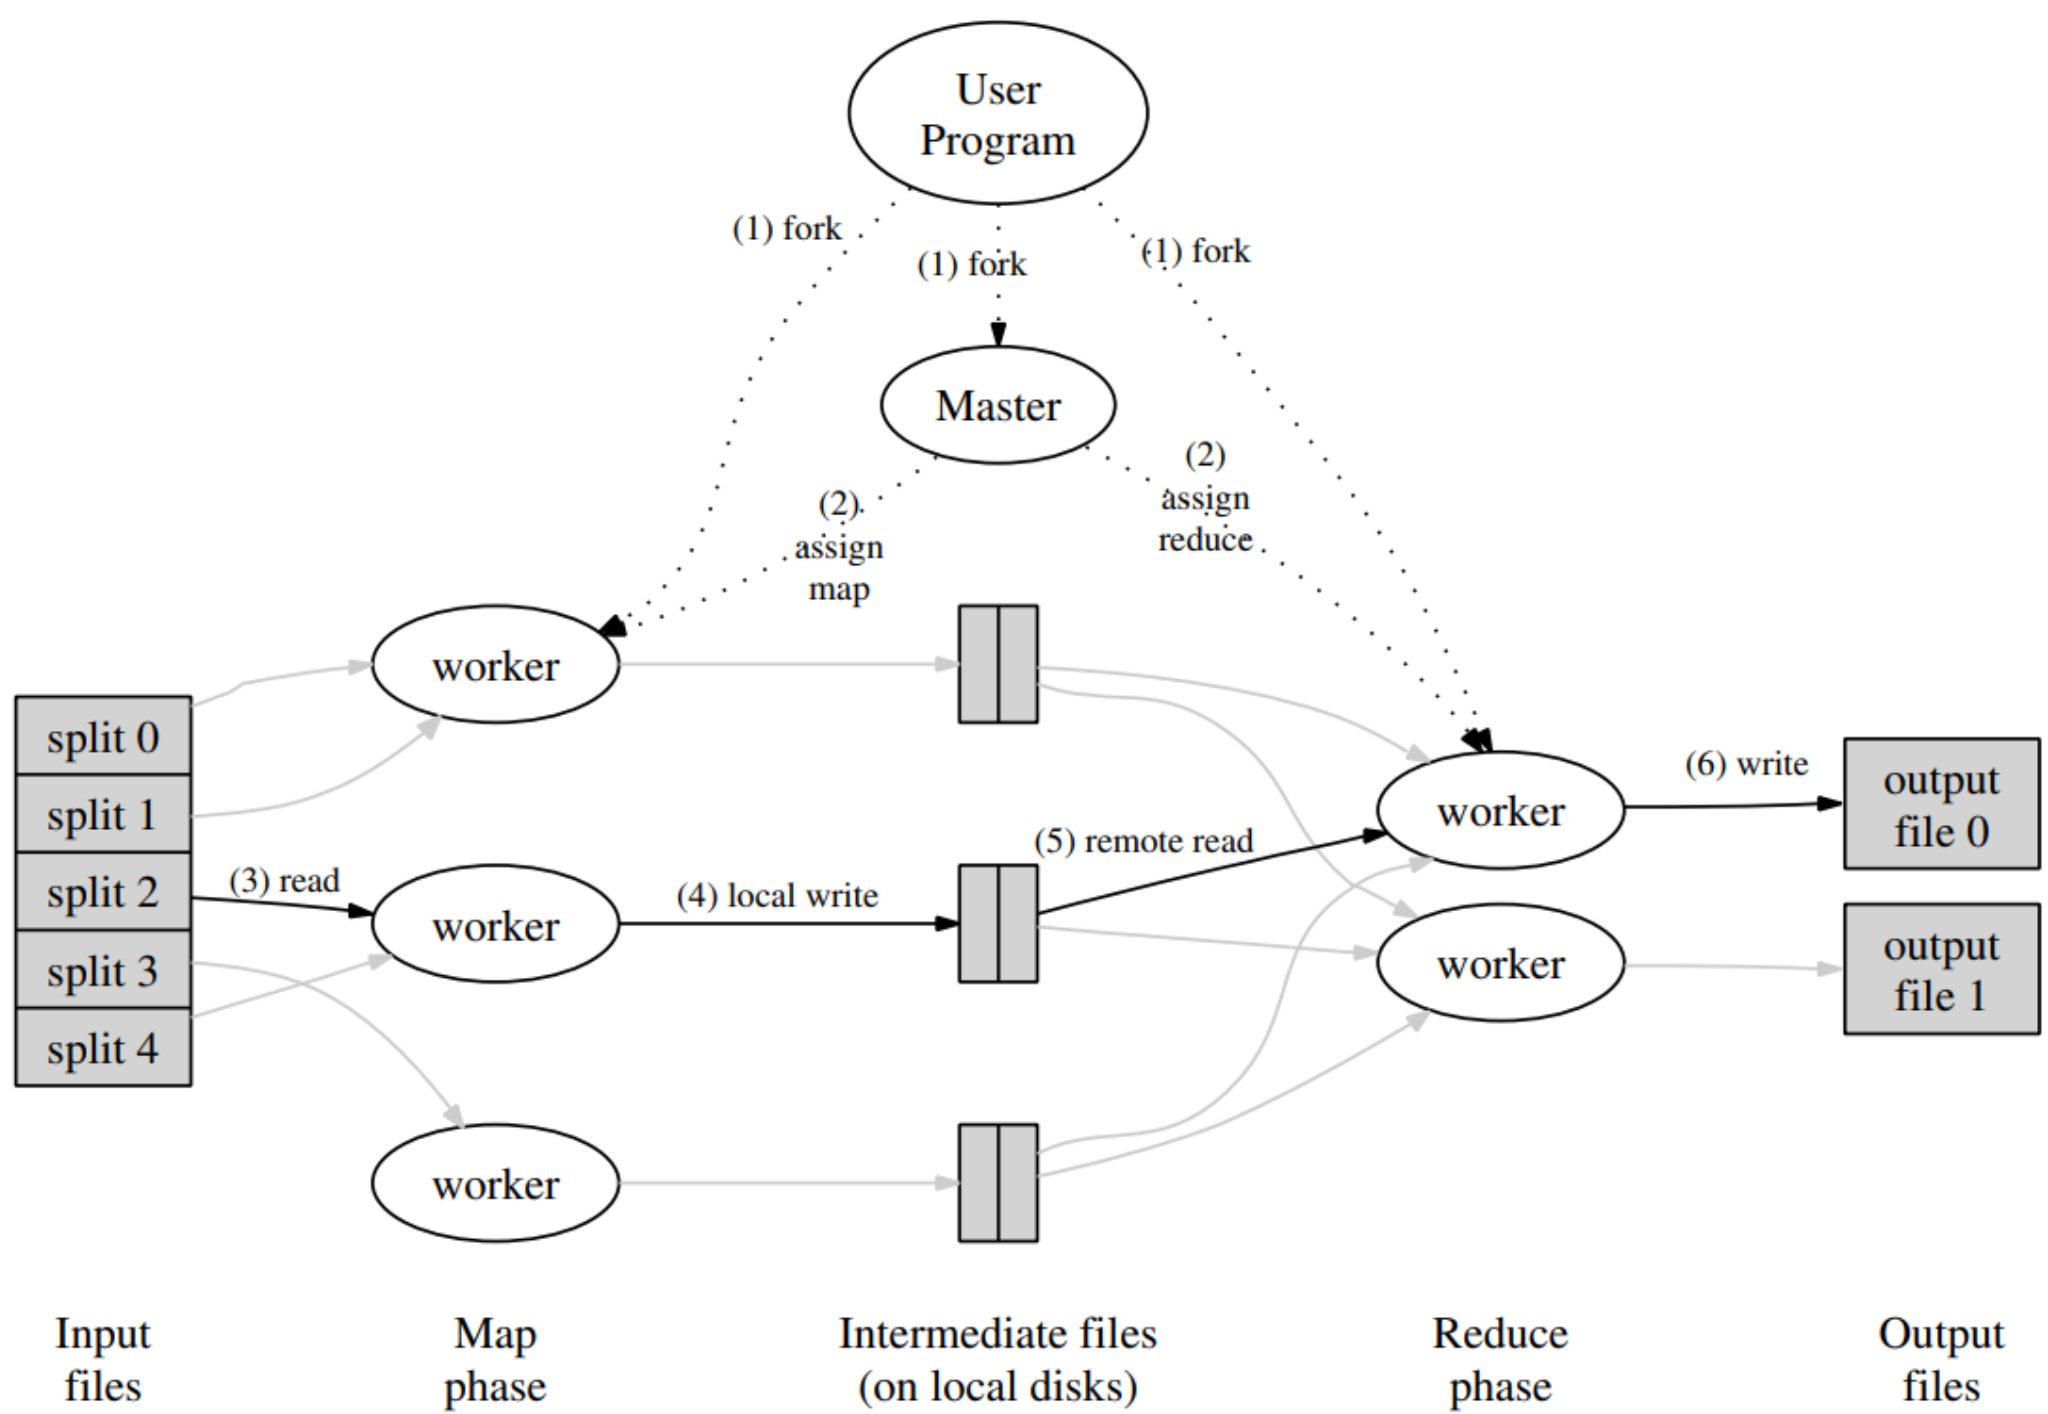 User
Program
(1) fork
(1) fork
(1) fork
Master
(2)
assign
map
(2)
assign
reduce
split 0
split 1
split 2
split 3
split 4
(3) read
worker
worker
worker
(4) local write
(5) remote read
worker
worker
(6) write
output
file 0
output
file 1
Input
files
Map
phase
Intermediate files
(on local disks)
Reduce
phase
Output
files